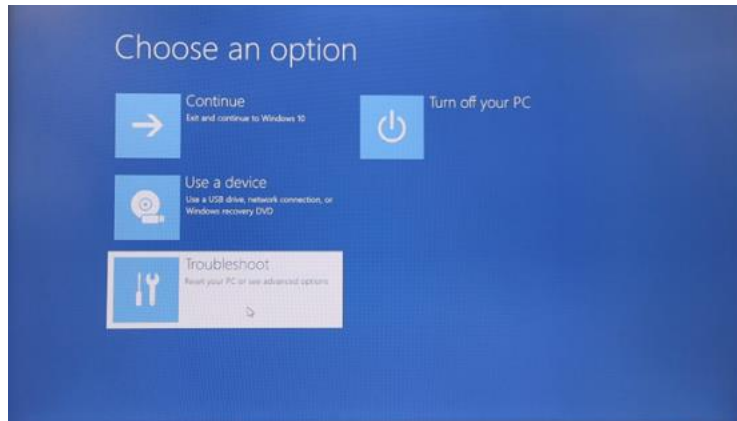 Choose an option
Continue
Exit and continue to Windows 10
Turn off your PC
Use a device
Use a USB drive, network connection, or
Windows recovery DVD
Troubleshoot
Reset your PC or see advanced options